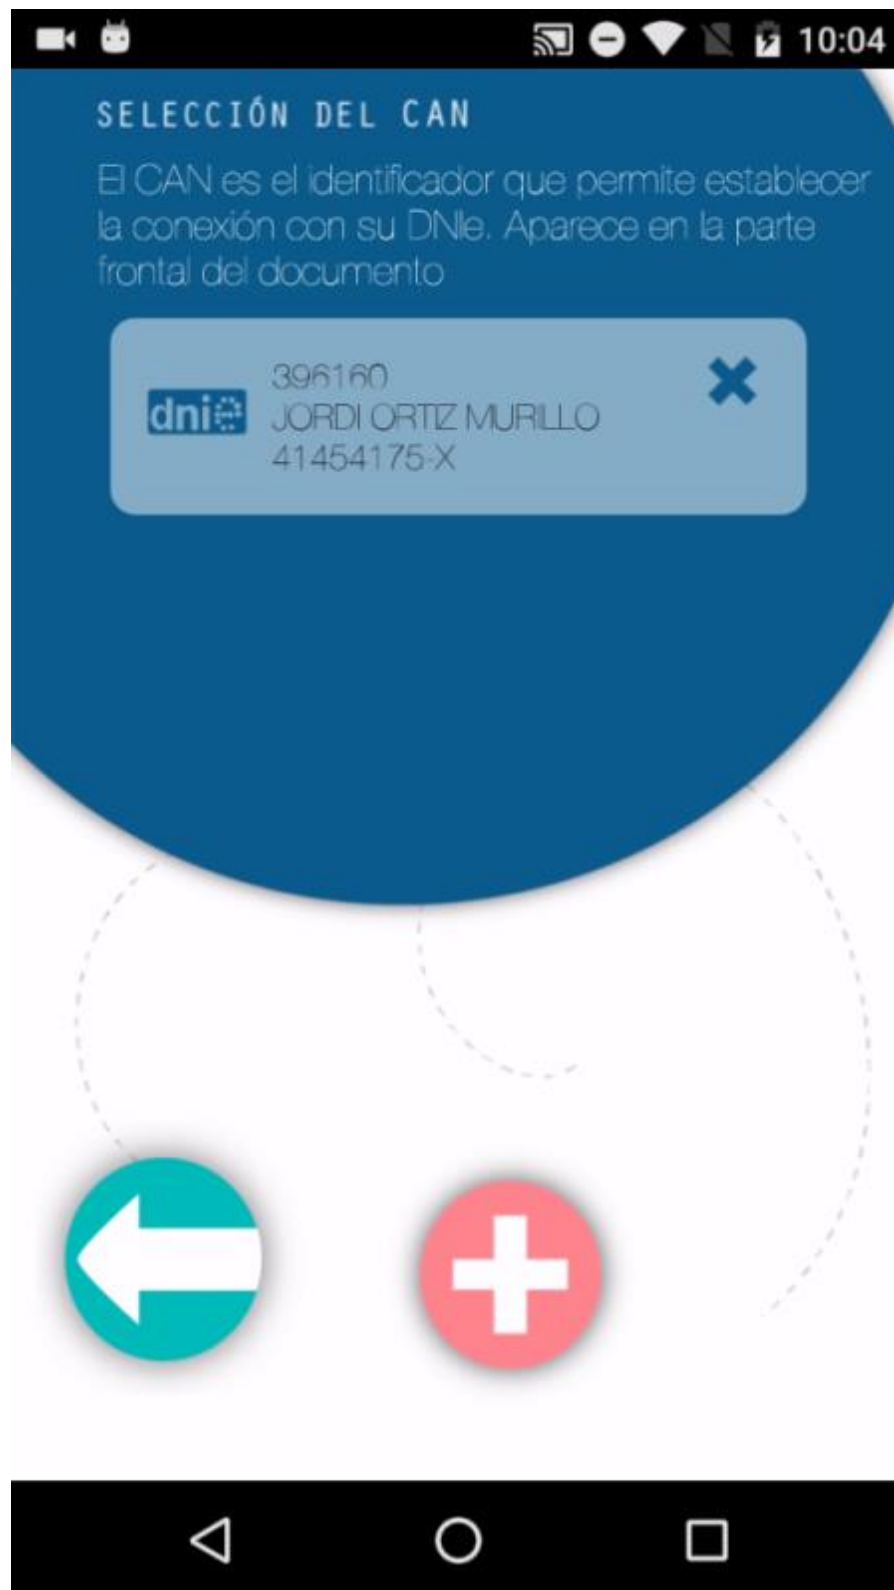 10:04
SELECCIÓN DEL CAN
El CAN es el identificador que permite establecer
la conexión con su DNIe. Aparece en la parte
frontal del documento
396160
dnie
JORDI ORTIZ MURILLO
41454175-X